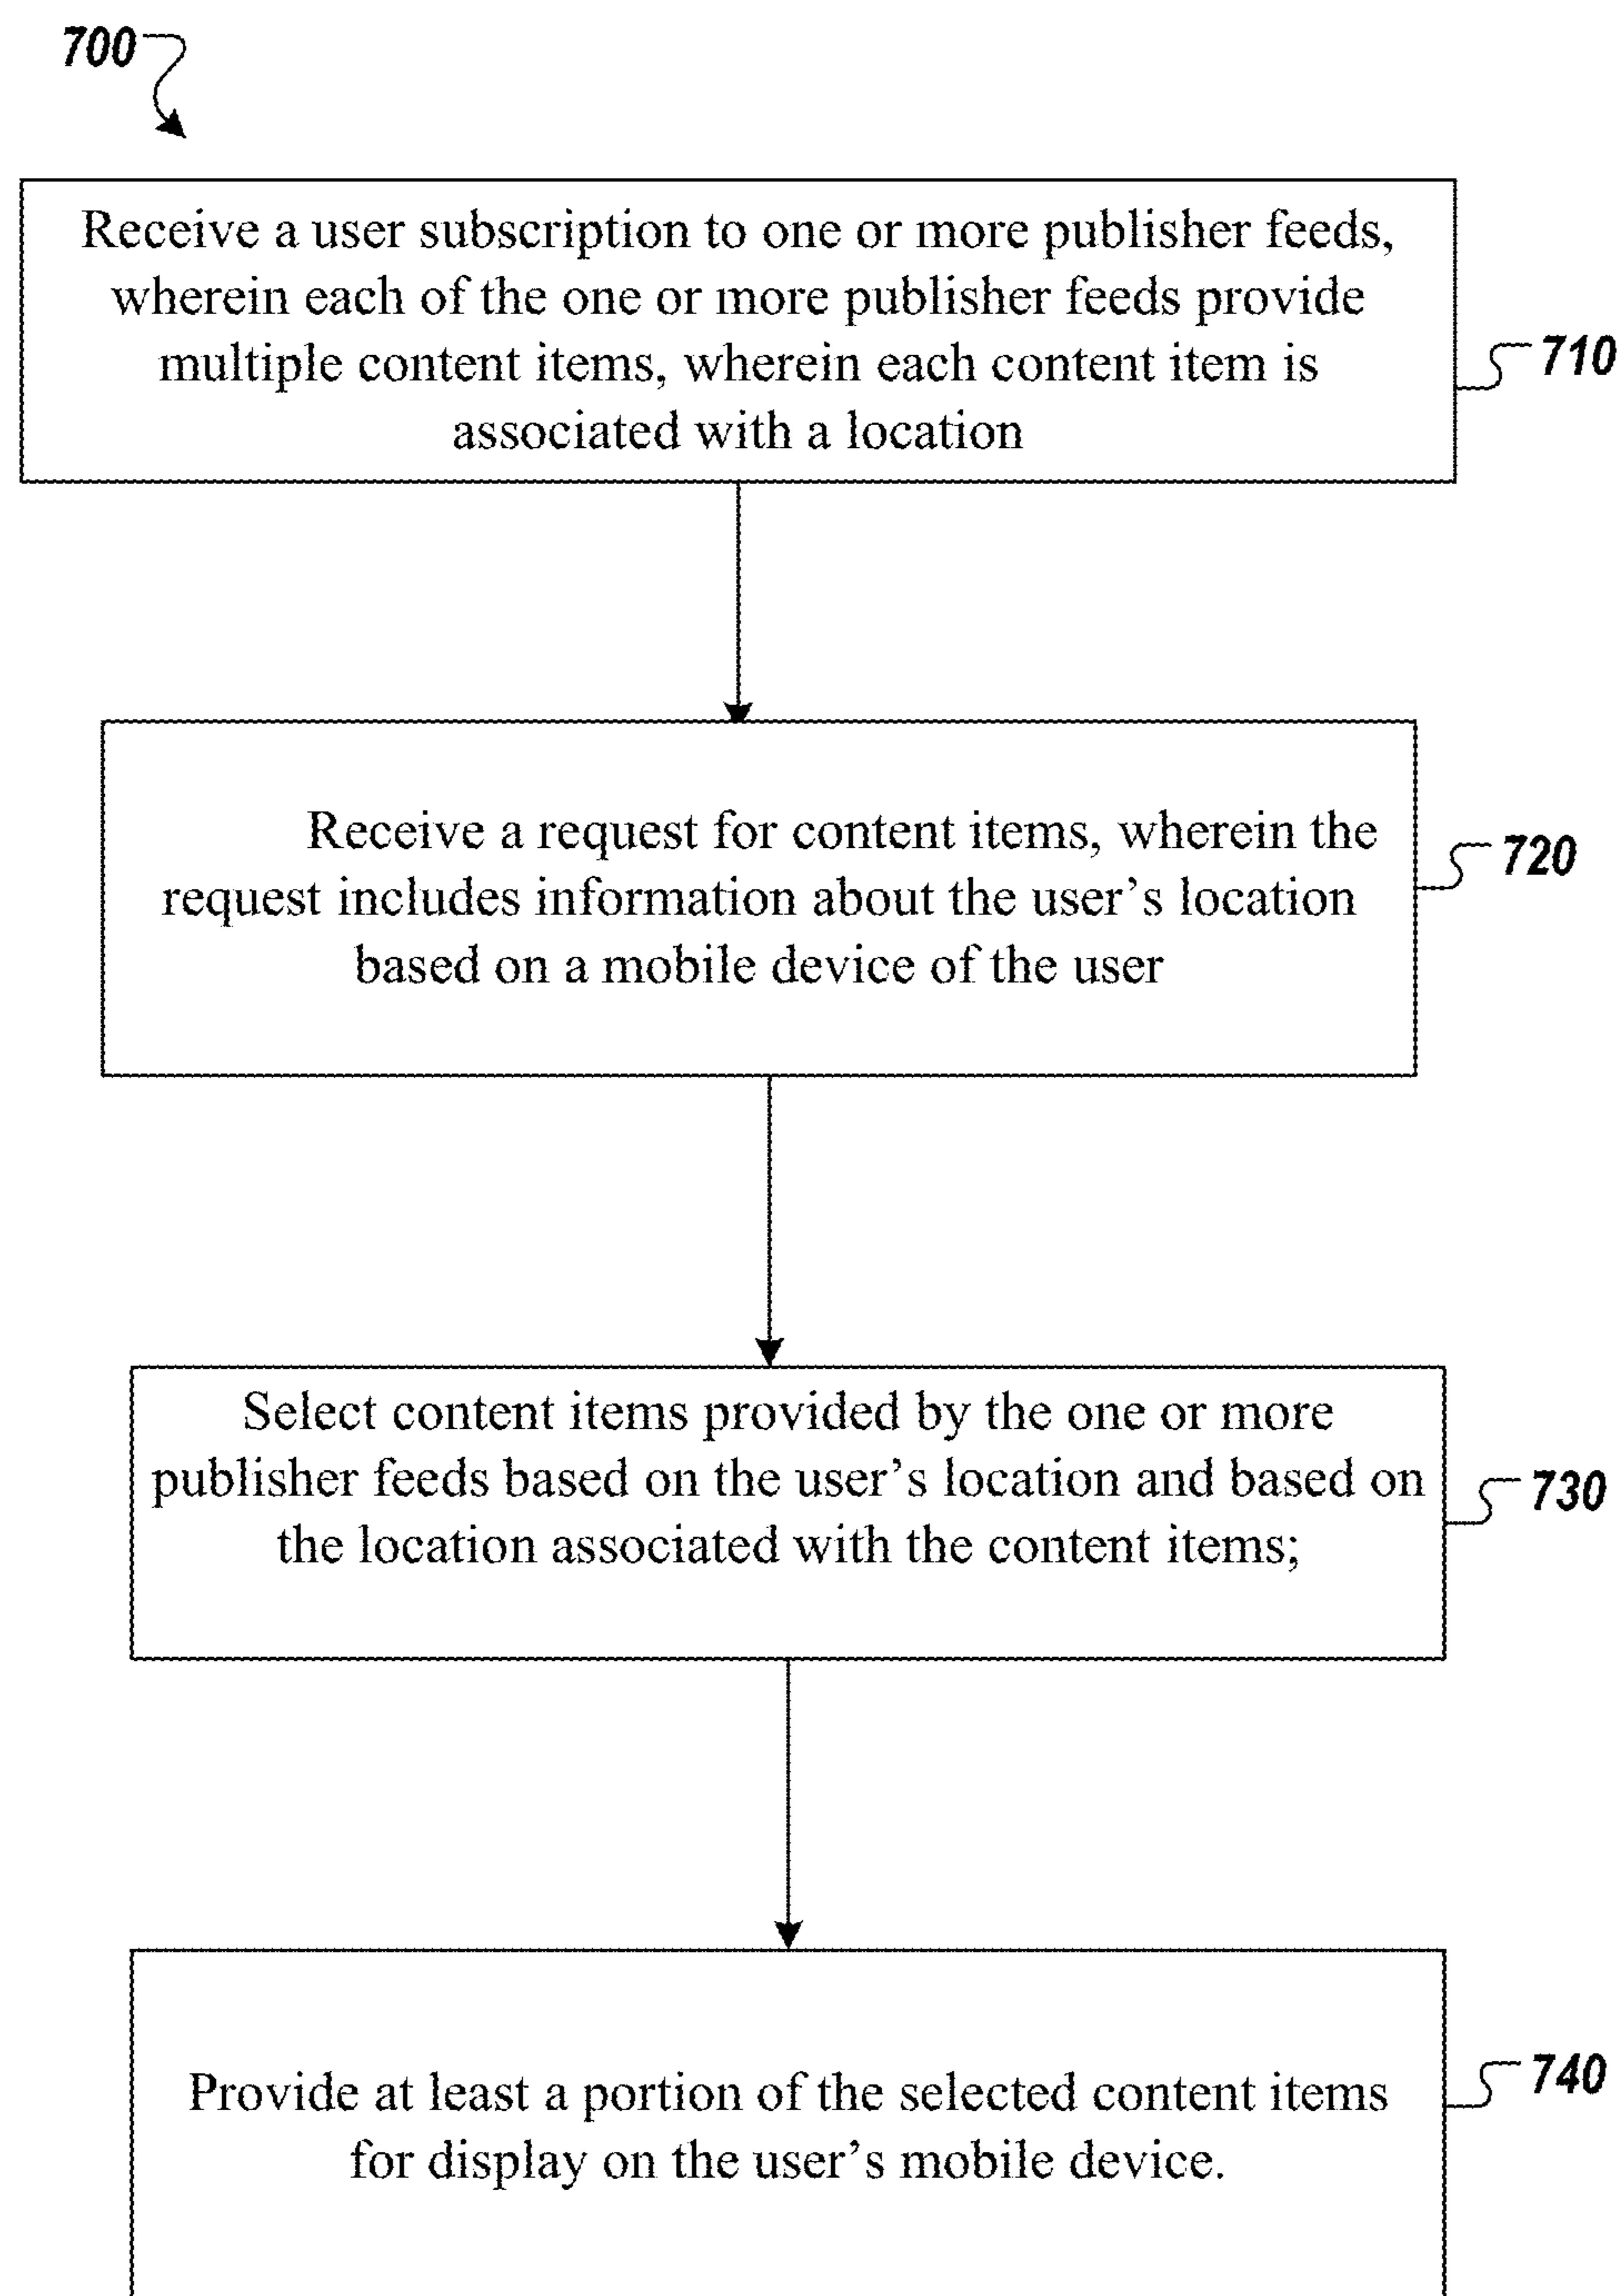 700
Receive a user subscription to one or more publisher feeds,
wherein each of the one or more publisher feeds provide
multiple content items, wherein each content item is
associated with a location
710
Receive a request for content items, wherein the
request includes information about the user’s location
based on a mobile device of the user
720
Select content items provided by the one or more
publisher feeds based on the user’s location and based on
the location associated with the content items;
730
Provide at least a portion of the selected content items
for display on the user’s mobile device.
740